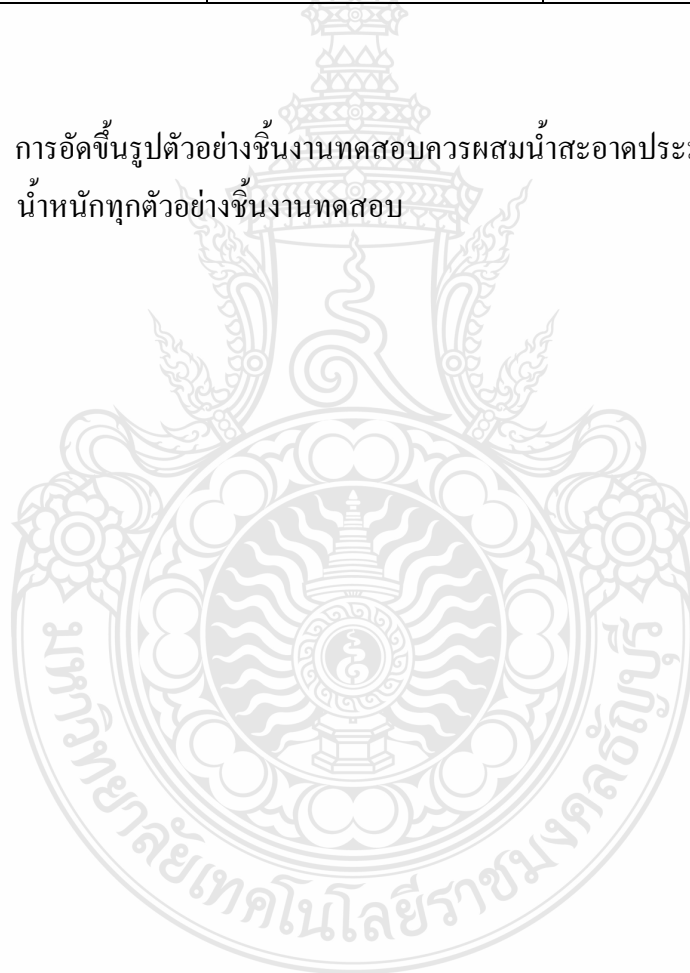 การอัดขึ้นรูปตัวอย่างชิ้นงานทดสอบควรผสมน้ำสะอาด
น้ำหนักทุกตัวอย่างชิ้นงานทดสอบ
มหาวิทยาลัยเทคโนโลยีราชมงคลธัญบุรี